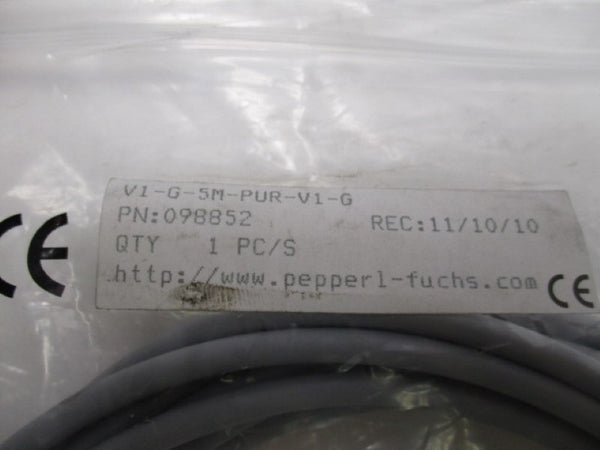 V1-G-5M-PUR-V1-G
PN:098852 REC:11/10/10
QTY 1 PC/S
http://www.pepperl-fuchs.com
CE
CE